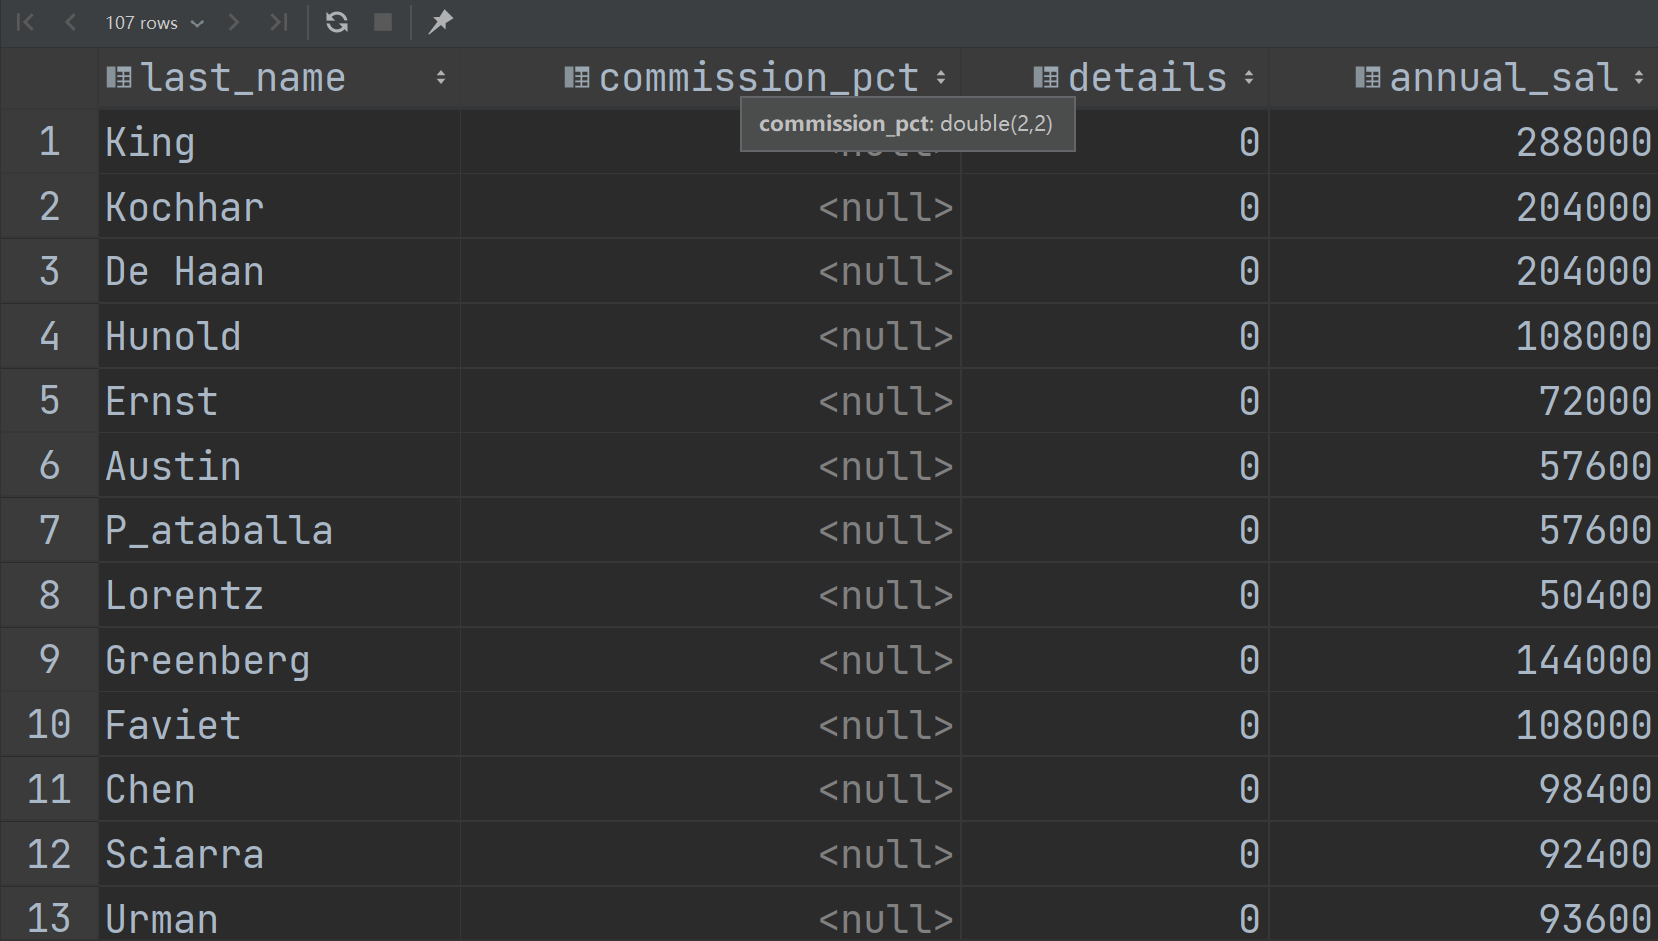 107 rows
last_name commission_pct details annual_sal
commission_pct: double(2,2)
1 King 0 288000
2 Kochhar <null> 0 204000
3 De Haan <null> 0 204000
4 Hunold <null> 0 108000
5 Ernst <null> 0 72000
6 Austin <null> 0 57600
7 P_ataballa <null> 0 57600
8 Lorentz <null> 0 50400
9 Greenberg <null> 0 144000
10 Faviet <null> 0 108000
11 Chen <null> 0 98400
12 Sciarra <null> 0 92400
13 Urman <null> 0 93600